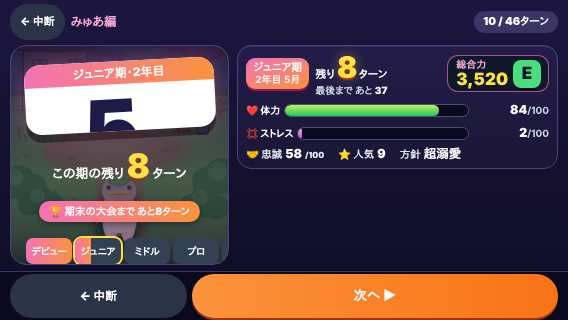 ← 中断
みゅあ編
10 / 46ターン
ジュニア期・2年目
5
この期の残り8ターン
🏆 期末の大会まで あと8ターン
デビュー
ジュニア
ミドル
プロ
ジュニア期
2年目 5月
残り8ターン
最後まで あと 37
総合力
3,520
E
❤️ 体力
84/100
💢 ストレス
2/100
🤝 忠誠 58 /100
⭐ 人気 9
方針 超溺愛
← 中断
次へ ▶